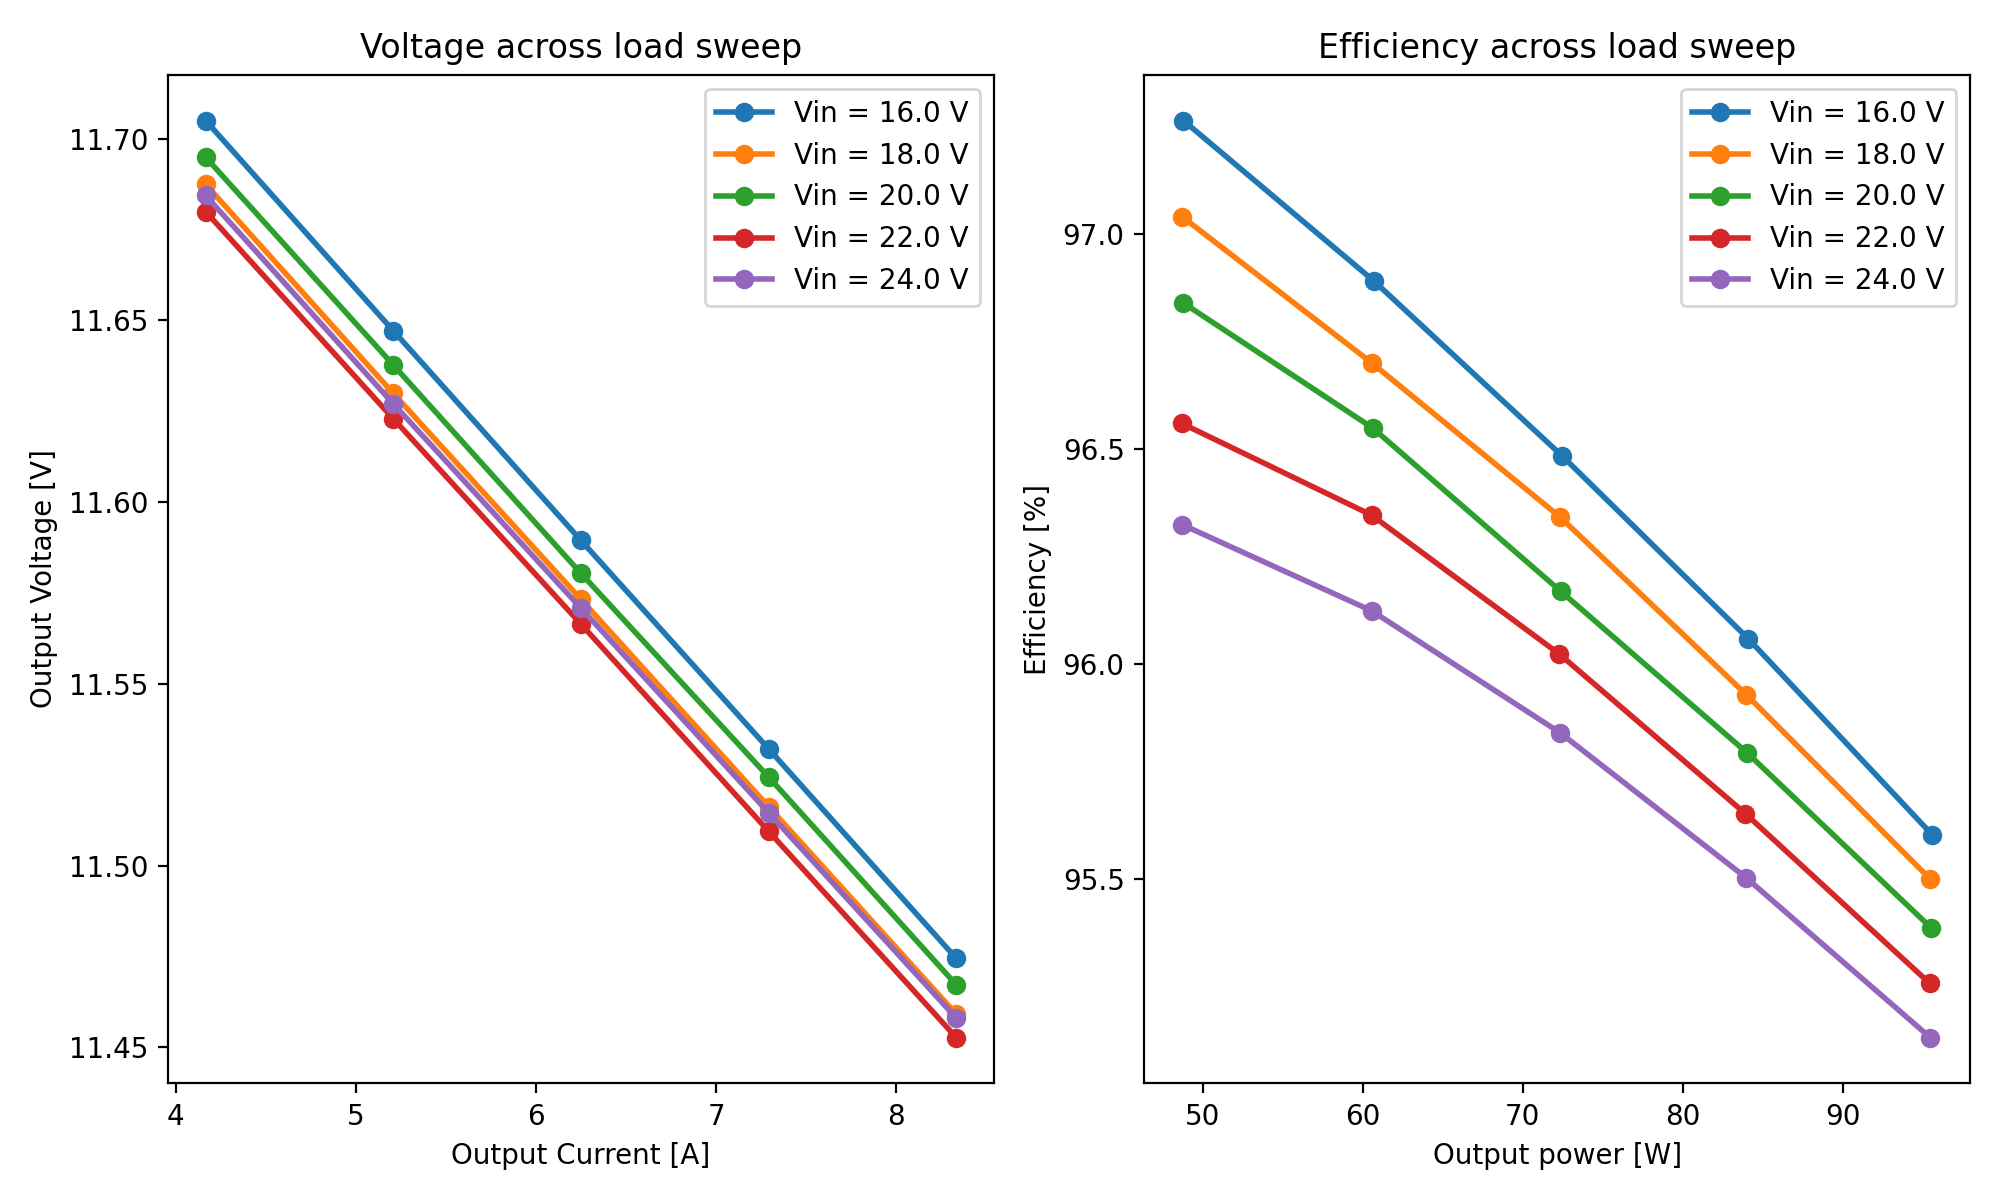 Voltage across load sweep
11.70
11.65
11.60
11.55
11.50
11.45
Output Voltage [V]
4 5 6 7 8
Output Current [A]
Vin = 16.0 V
Vin = 18.0 V
Vin = 20.0 V
Vin = 22.0 V
Vin = 24.0 V
Efficiency across load sweep
97.0
96.5
96.0
95.5
Efficiency [%]
50 60 70 80 90
Output power [W]
Vin = 16.0 V
Vin = 18.0 V
Vin = 20.0 V
Vin = 22.0 V
Vin = 24.0 V